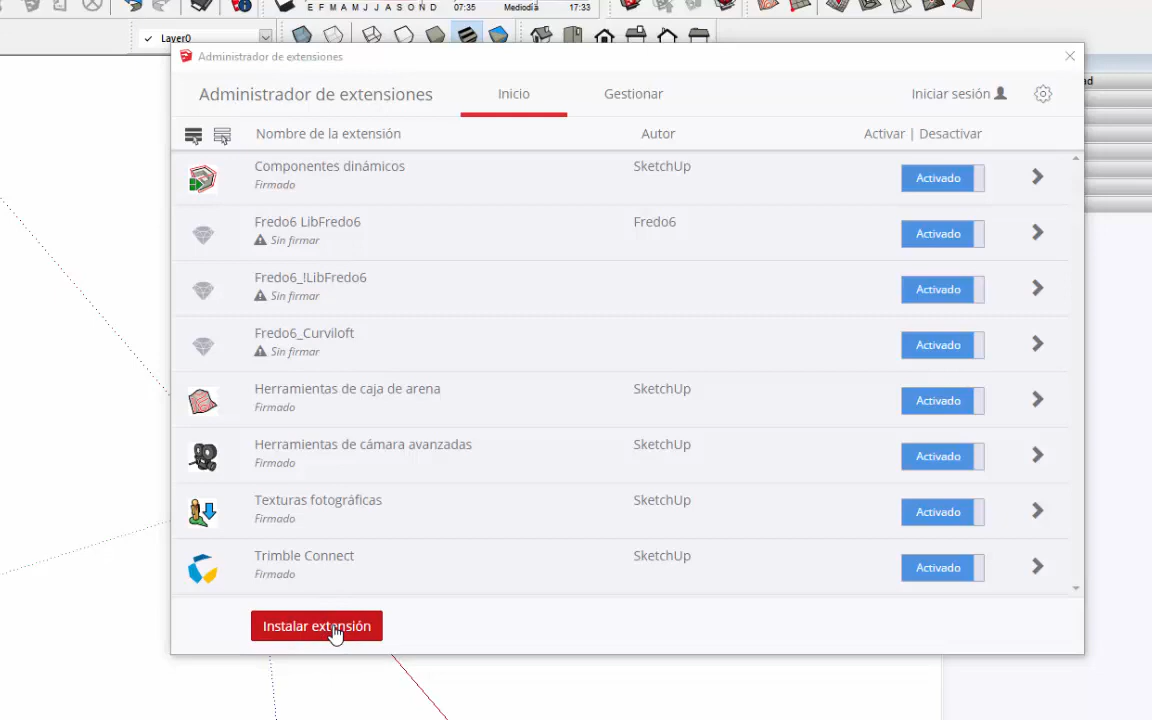 E F M A M J J A S O N D 07:35 Mediodía 17:33
Layer0
Administrador de extensiones
Administrador de extensiones Inicio Gestionar Iniciar sesión
Nombre de la extensión Autor Activar | Desactivar
Componentes dinámicos SketchUp
Firmado Activado
Fredo6 LibFredo6 Fredo6
Sin firmar Activado
Fredo6_!LibFredo6
Sin firmar Activado
Fredo6_Curviloft
Sin firmar Activado
Herramientas de caja de arena SketchUp
Firmado Activado
Herramientas de cámara avanzadas SketchUp
Firmado Activado
Texturas fotográficas SketchUp
Firmado Activado
Trimble Connect SketchUp
Firmado Activado
Instalar extensión